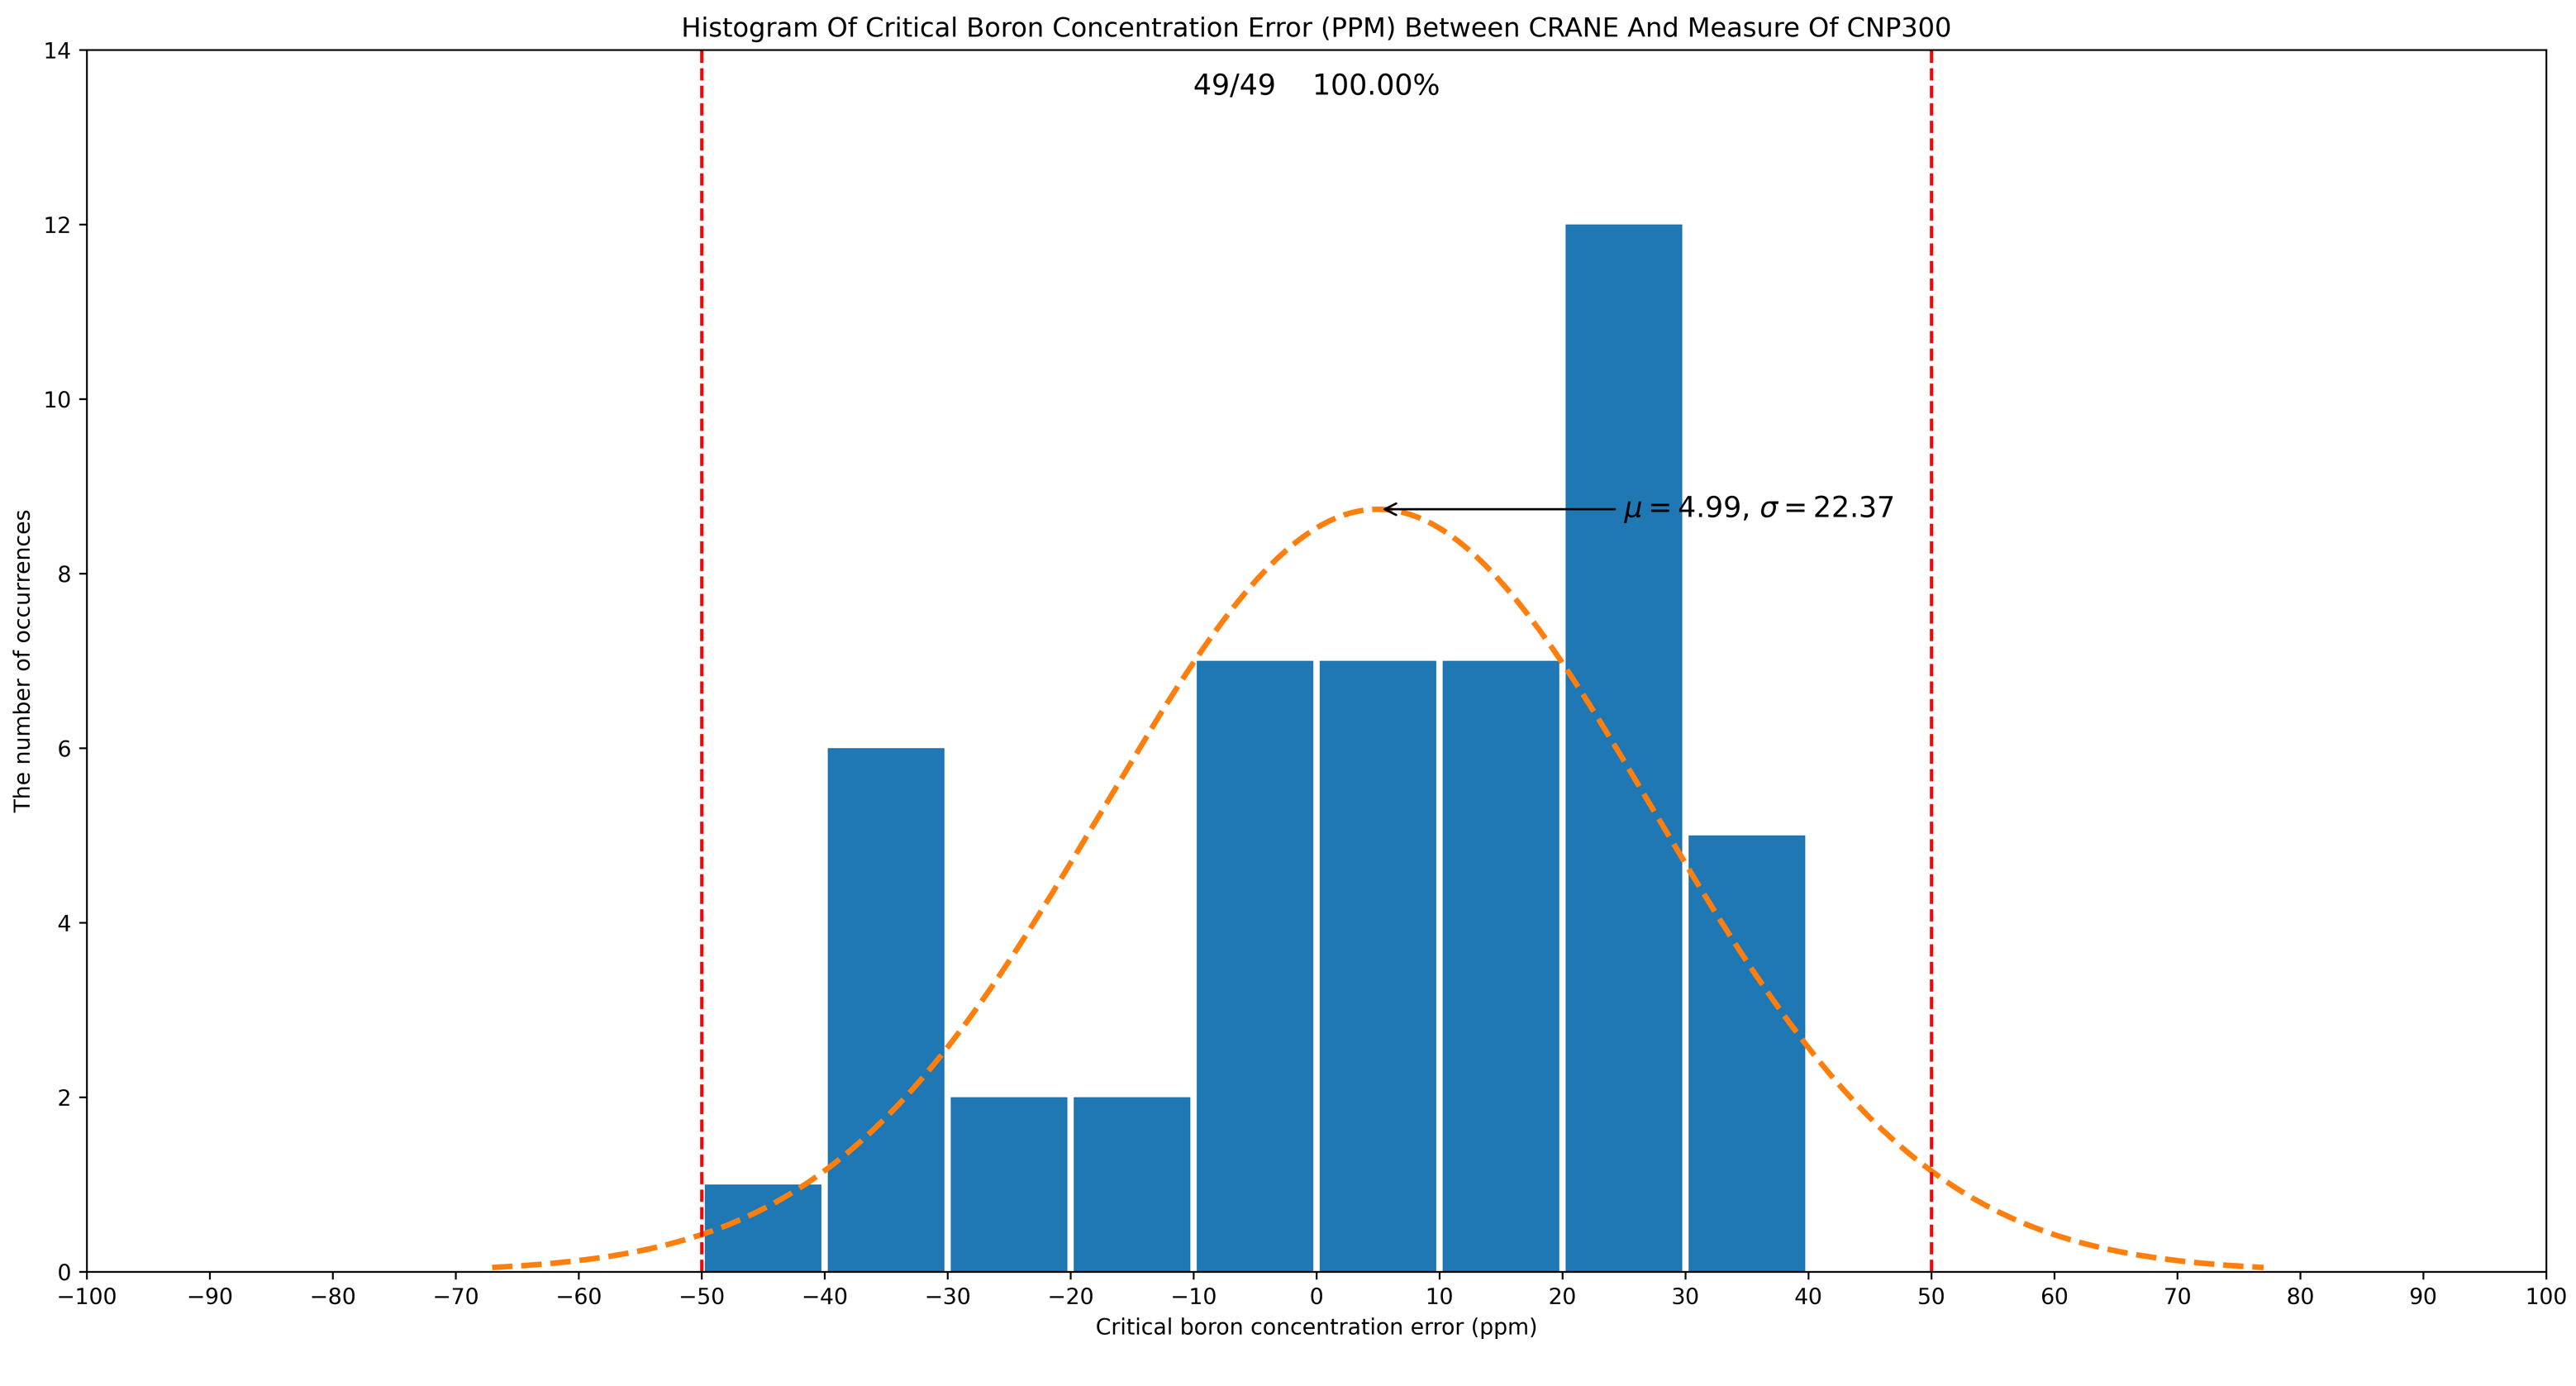 Histogram Of Critical Boron Concentration Error (PPM) Between CRANE And Measure Of CNP300
49/49 100.00%
14
12
10
8
6
4
2
0
The number of occurrences
μ = 4.99, σ = 22.37
−100 −90 −80 −70 −60 −50 −40 −30 −20 −10 0 10 20 30 40 50 60 70 80 90 100
Critical boron concentration error (ppm)